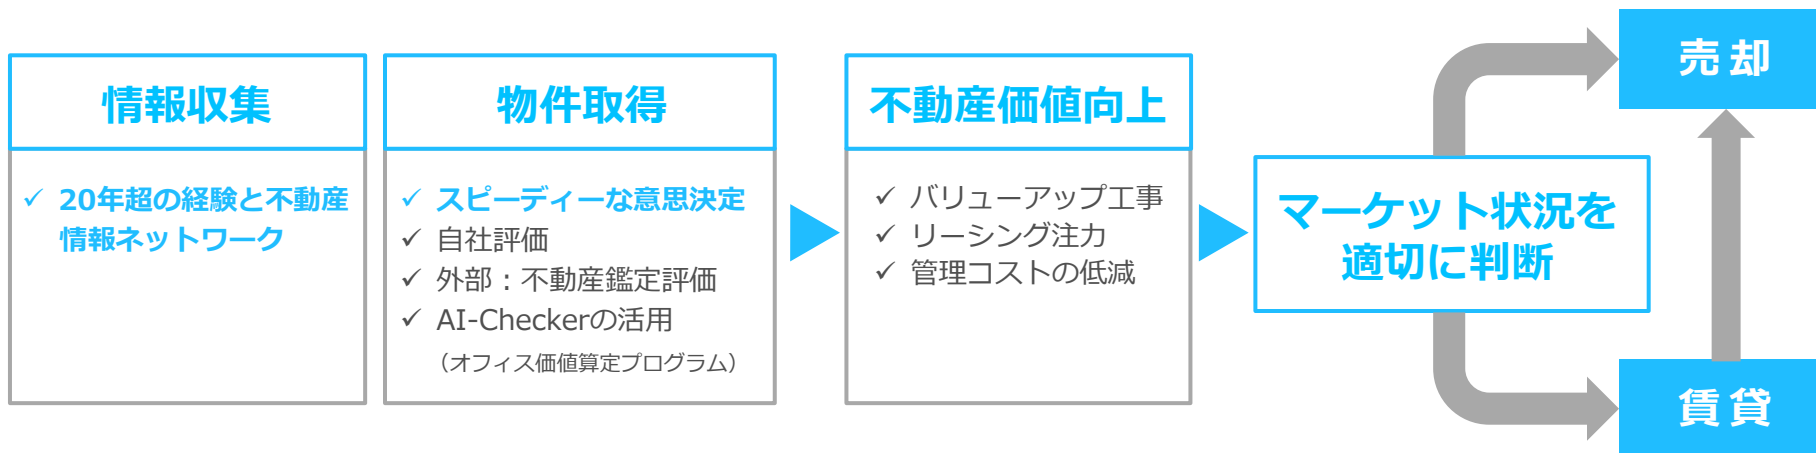 情報収集
✓ 20年超の経験と不動産
情報ネットワーク
物件取得
✓ スピーディーな意思決定
✓ 自社評価
✓ 外部：不動産鑑定評価
✓ AI-Checkerの活用
（オフィス価値算定プログラム）
不動産価値向上
✓ バリューアップ工事
✓ リーシング注力
✓ 管理コストの低減
マーケット状況を
適切に判断
売却
賃貸